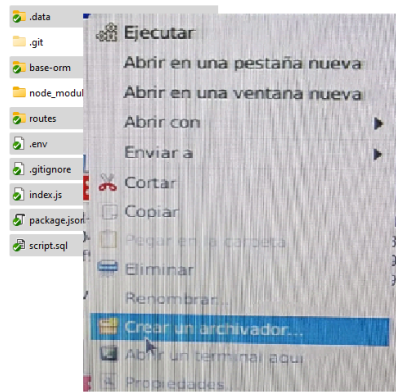 .data
.git
base-orm
node_modul
routes
.env
.gitignore
index.js
package.json
script.sql
Ejecutar
Abrir en una pestaña nueva
Abrir en una ventana nueva
Abrir con
Enviar a
Cortar
Copiar
Pegar en la carpeta
Eliminar
Renombrar...
Crear un archivador...
Abrir un terminal aquí
Propiedades...